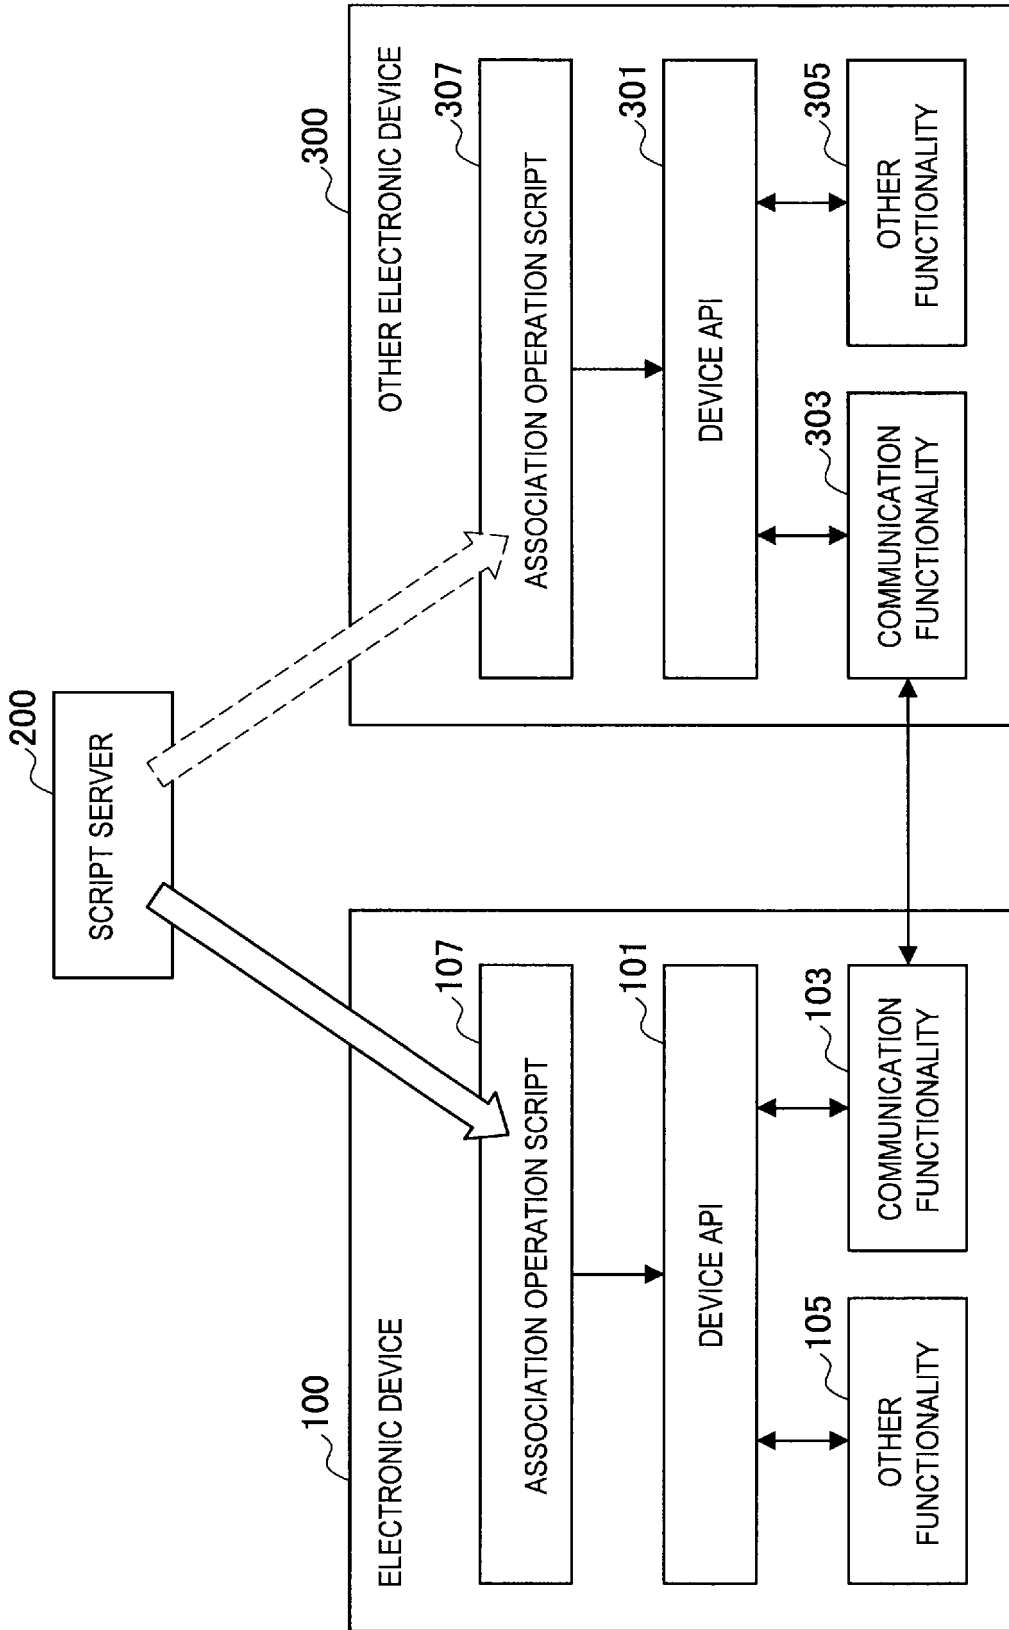 200
SCRIPT SERVER
100
ELECTRONIC DEVICE
107
ASSOCIATION OPERATION SCRIPT
101
DEVICE API
105
OTHER
FUNCTIONALITY
103
COMMUNICATION
FUNCTIONALITY
300
OTHER ELECTRONIC DEVICE
307
ASSOCIATION OPERATION SCRIPT
301
DEVICE API
303
COMMUNICATION
FUNCTIONALITY
305
OTHER
FUNCTIONALITY